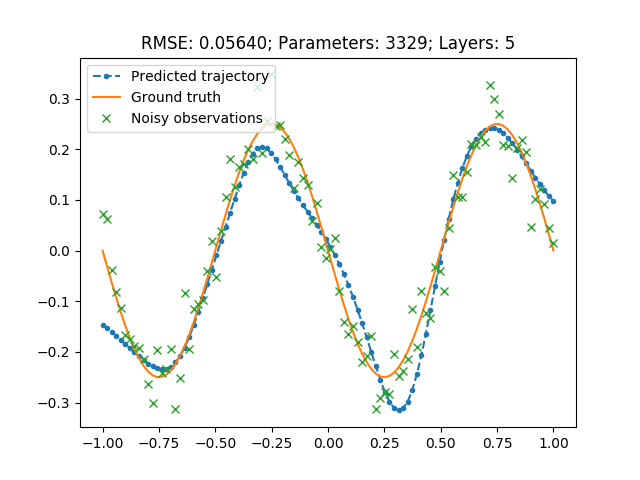 RMSE: 0.05640; Parameters: 3329; Layers: 5
Predicted trajectory
Ground truth
Noisy observations
0.3
0.2
0.1
0.0
−0.1
−0.2
−0.3
−1.00 −0.75 −0.50 −0.25 0.00 0.25 0.50 0.75 1.00